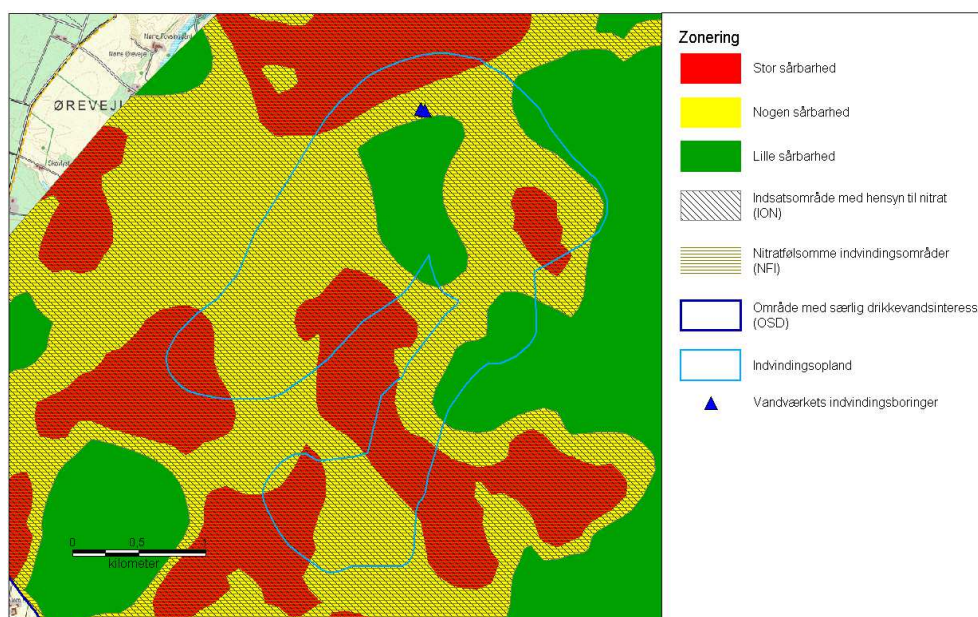 ØREVEJL
0
0,5
1
kilometer
Zonering
Stor sårbarhed
Nogen sårbarhed
Lille sårbarhed
Indsatsområde med hensyn til nitrat
(ION)
Nitratfølsomme indvindingsområder
(NFI)
Område med særlig drikkevandsinteress
(OSD)
Indvindingsopland
Vandværkets indvindingsboringer